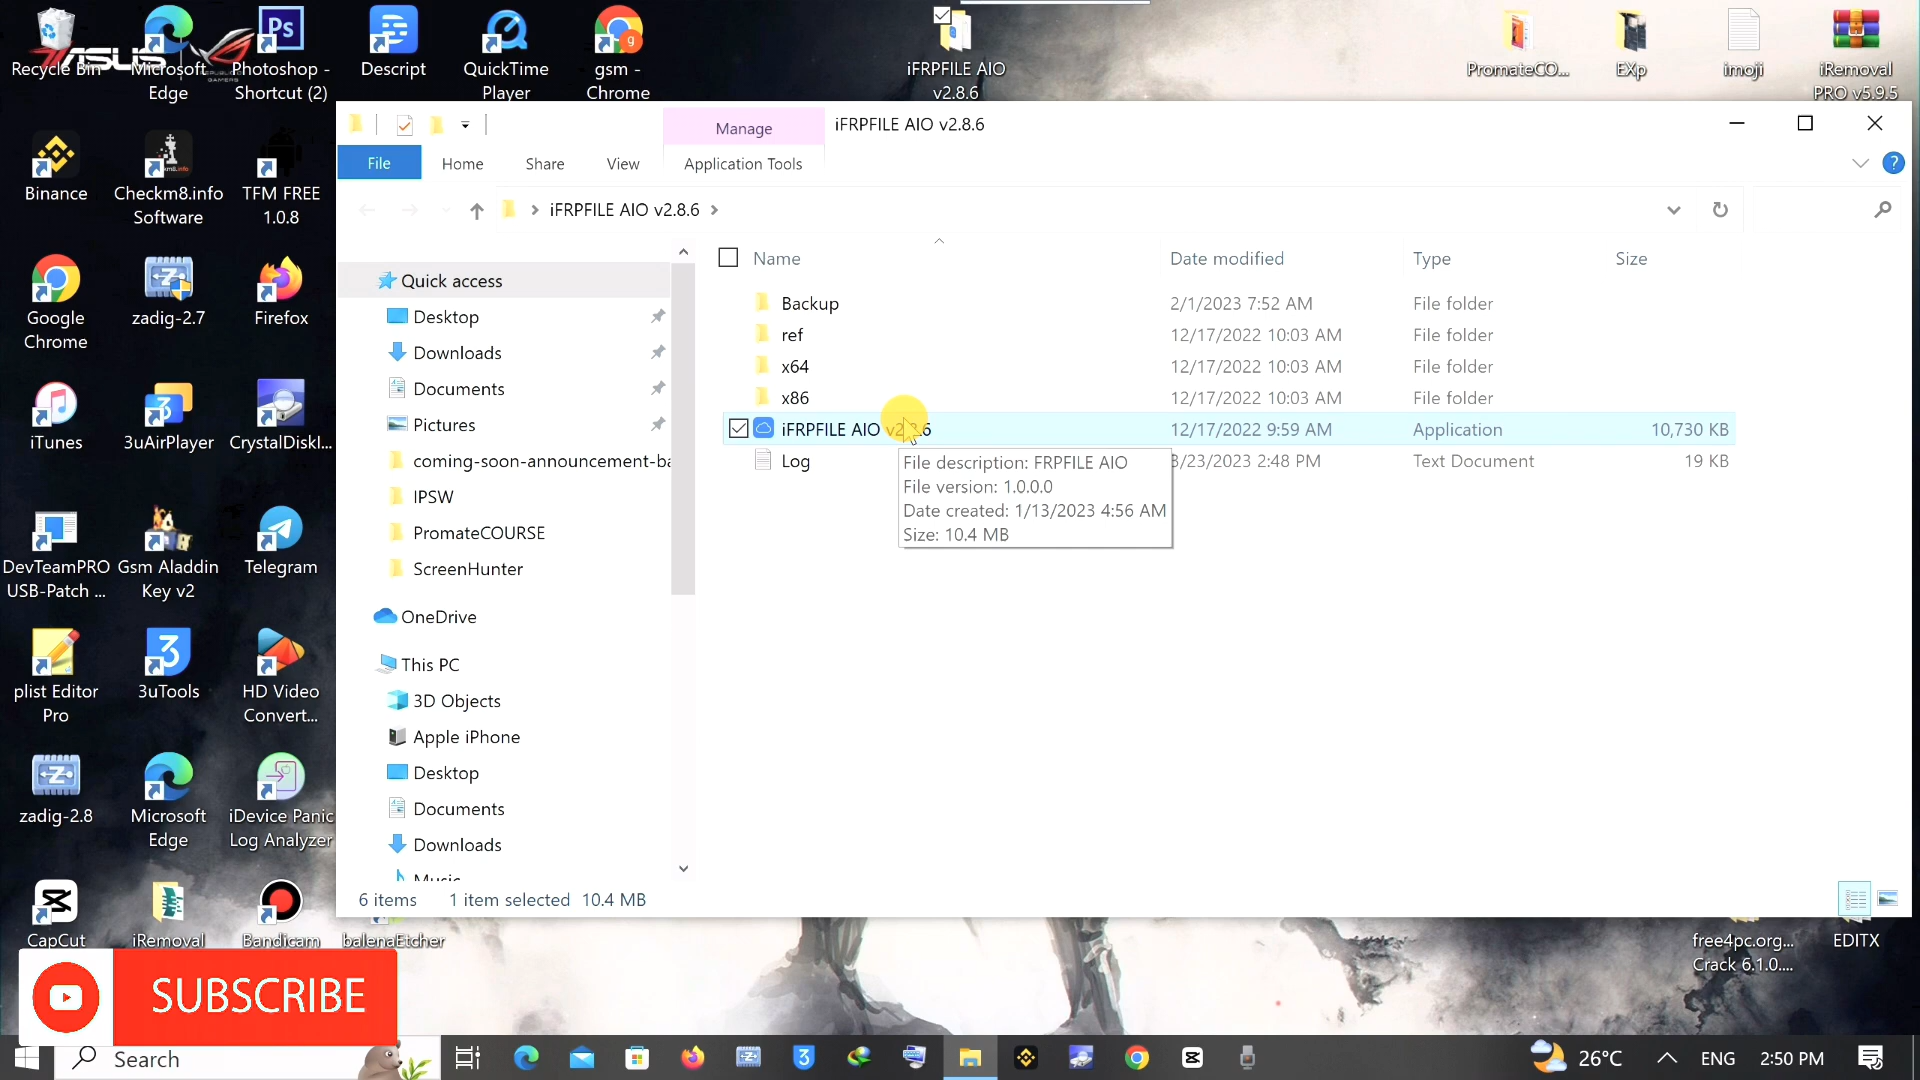 Recycle Bin
ASUS
REPUBLIC OF GAMERS
Microsoft Edge
Ps
Photoshop - Shortcut (2)
Descript
QuickTime Player
gsm - Chrome
iFRPFILE AIO v2.8.6
PromateCO...
EXp
imoji
iRemoval PRO v5.9.5
Binance
Checkm8.info Software
TFM FREE 1.0.8
Google Chrome
zadig-2.7
Firefox
iTunes
3uAirPlayer
CrystalDiskI...
DevTeamPRO USB-Patch ...
Gsm Aladdin Key v2
Telegram
plist Editor Pro
3uTools
HD Video Convert...
zadig-2.8
Microsoft Edge
iDevice Panic Log Analyzer
CapCut
iRemoval
Bandicam
balenaEtcher
free4pc.org... Crack 6.1.0....
EDITX
Manage
iFRPFILE AIO v2.8.6
File
Home
Share
View
Application Tools
iFRPFILE AIO v2.8.6
Name
Date modified
Type
Size
Quick access
Desktop
Downloads
Documents
Pictures
coming-soon-announcement-ba
IPSW
PromateCOURSE
ScreenHunter
OneDrive
This PC
3D Objects
Apple iPhone
Desktop
Documents
Downloads
Music
Backup 2/1/2023 7:52 AM File folder
ref 12/17/2022 10:03 AM File folder
x64 12/17/2022 10:03 AM File folder
x86 12/17/2022 10:03 AM File folder
iFRPFILE AIO v2.8.6 12/17/2022 9:59 AM Application 10,730 KB
Log 3/23/2023 2:48 PM Text Document 19 KB
File description: FRPFILE AIO
File version: 1.0.0.0
Date created: 1/13/2023 4:56 AM
Size: 10.4 MB
6 items 1 item selected 10.4 MB
SUBSCRIBE
Search
26°C
ENG
2:50 PM